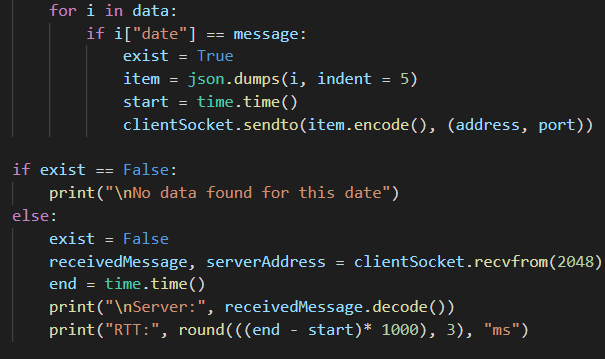 for i in data:
if i["date"] == message:
exist = True
item = json.dumps(i, indent = 5)
start = time.time()
clientSocket.sendto(item.encode(), (address, port))
if exist == False:
print("\nNo data found for this date")
else:
exist = False
receivedMessage, serverAddress = clientSocket.recvfrom(2048)
end = time.time()
print("\nServer:", receivedMessage.decode())
print("RTT:", round(((end - start)* 1000), 3), "ms")